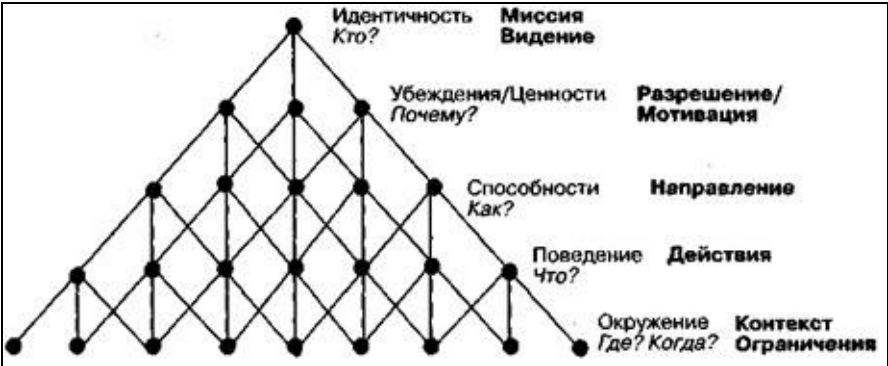 Идентичность Миссия
Кто? Видение
Убеждения/Ценности Разрешение/
Почему? Мотивация
Способности Направление
Как?
Поведение Действия
Что?
Окружение Контекст
Где? Когда? Ограничения